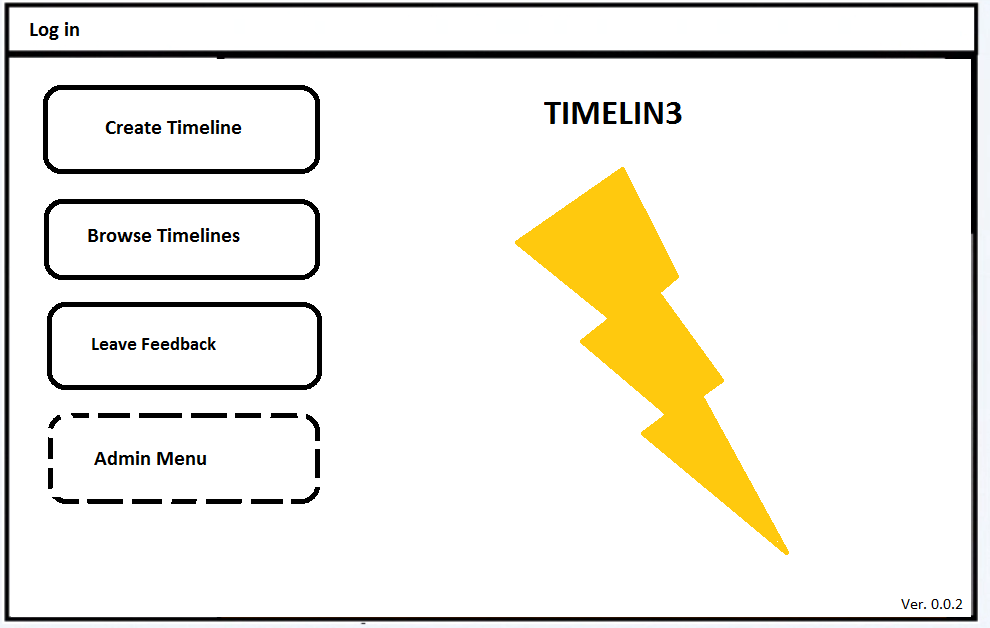 Log in
Create Timeline
Browse Timelines
Leave Feedback
Admin Menu
TIMELIN3
Ver. 0.0.2